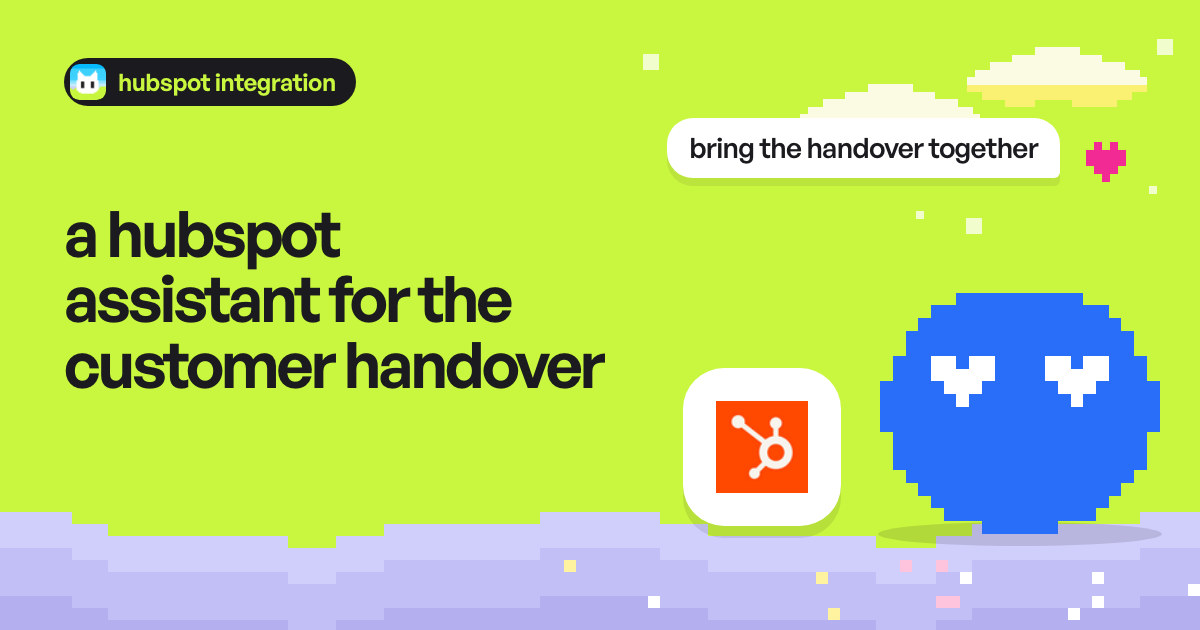 hubspot integration
bring the handover together
a hubspot
assistant for the
customer handover